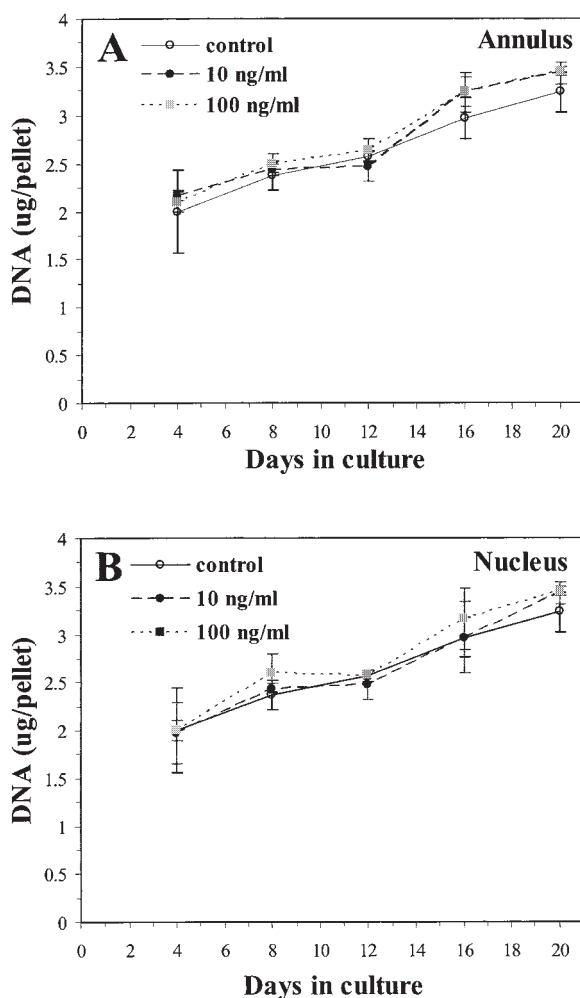 A
Annulus
control
10 ng/ml
100 ng/ml
DNA (ug/pellet)
4
3.5
3
2.5
2
1.5
1
0.5
0
0 2 4 6 8 10 12 14 16 18 20
Days in culture
B
Nucleus
control
10 ng/ml
100 ng/ml
DNA (ug/pellet)
4
3.5
3
2.5
2
1.5
1
0.5
0
0 2 4 6 8 10 12 14 16 18 20
Days in culture